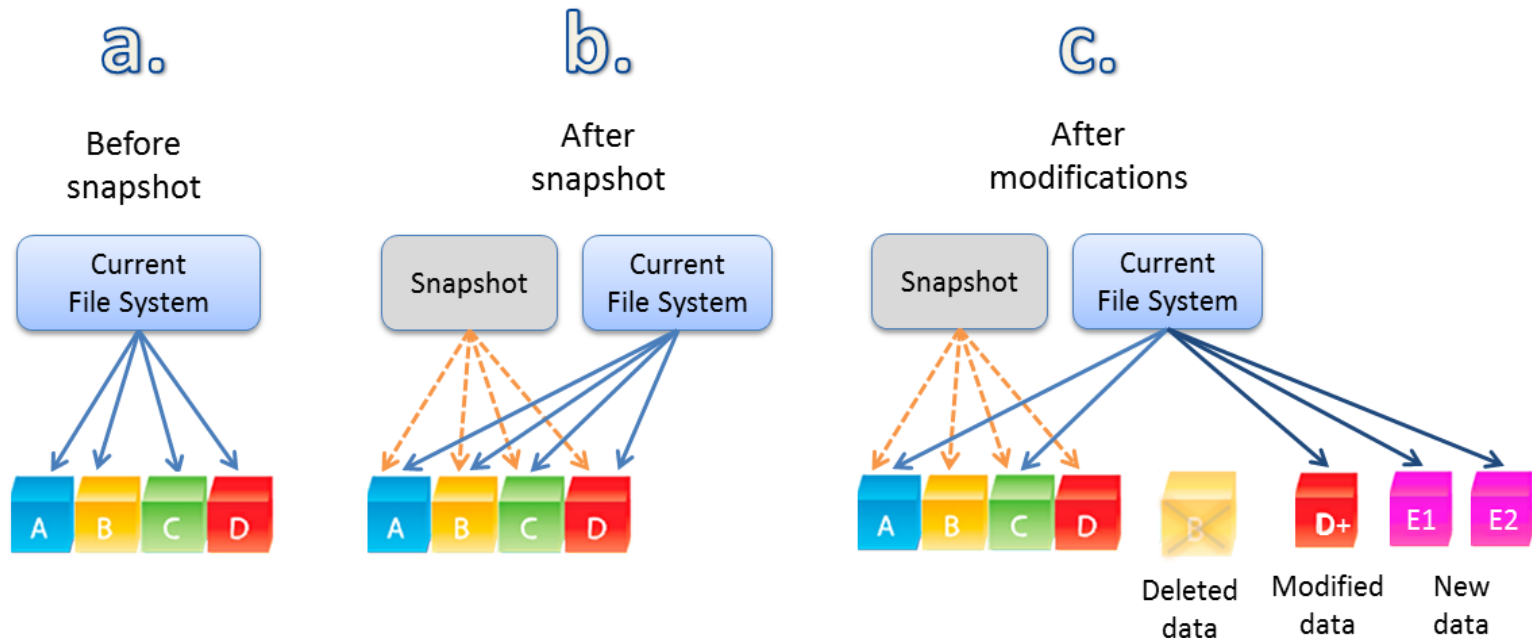 a.
Before
snapshot
Current
File System
A B C D
b.
After
snapshot
Snapshot
Current
File System
A B C D
c.
After
modifications
Snapshot
Current
File System
A B C D
B
D+
E1
E2
Deleted
data
Modified
data
New
data